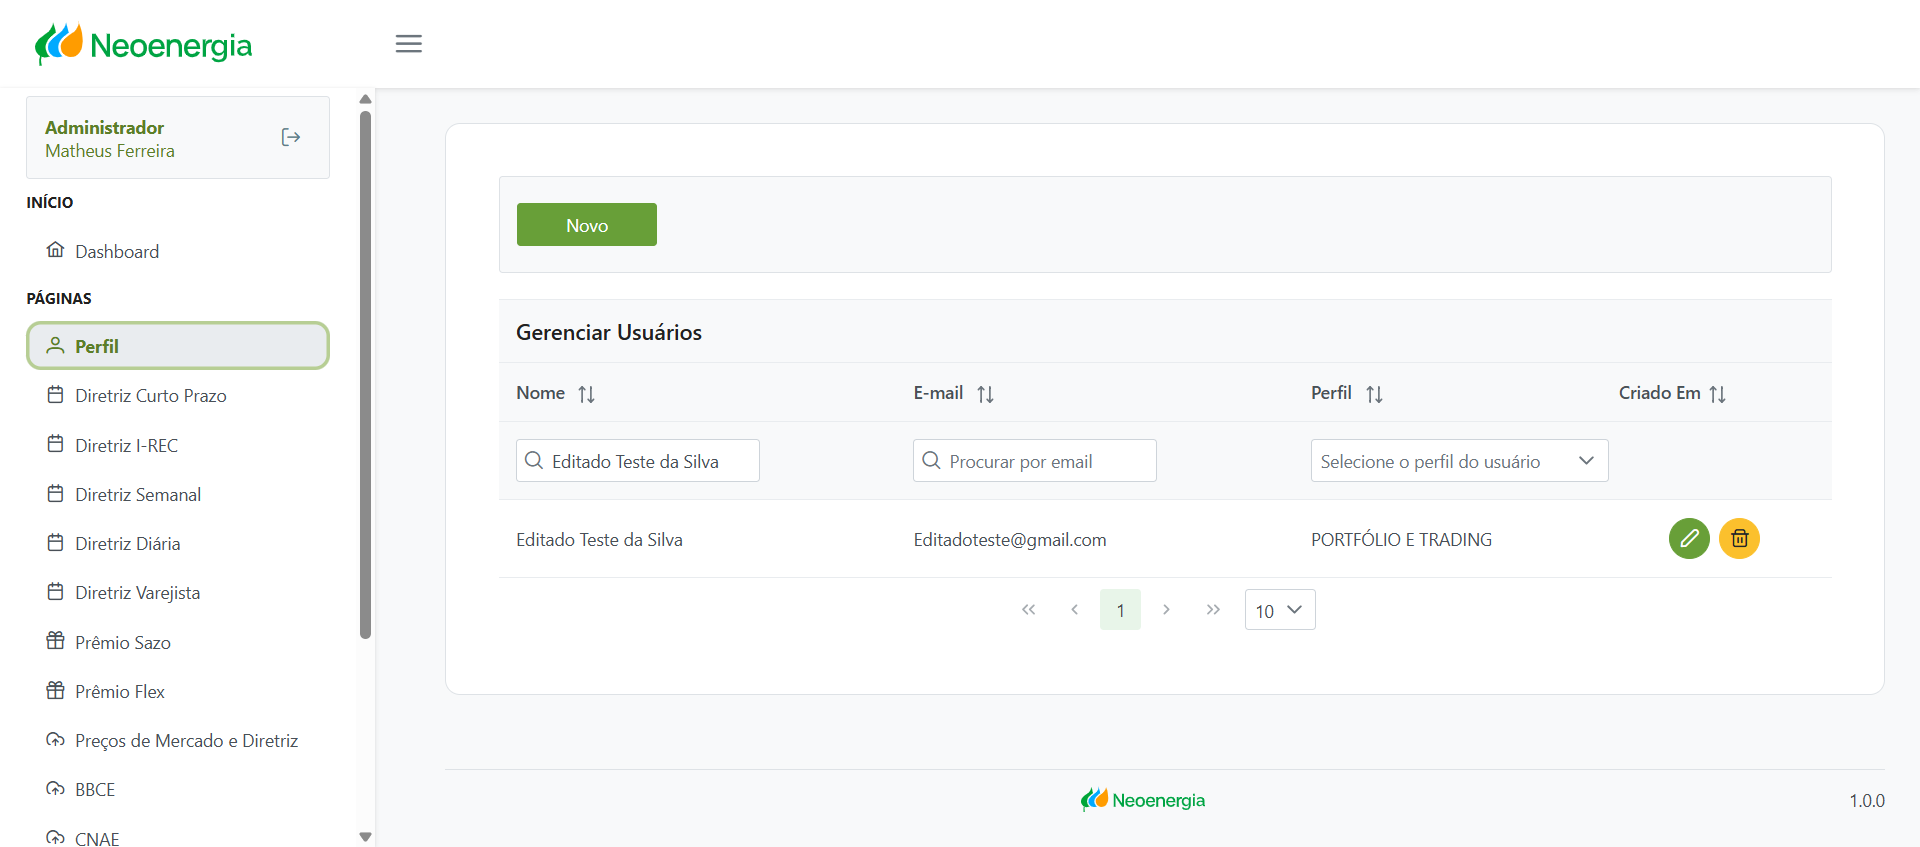 Neoenergia
Administrador
Matheus Ferreira
INÍCIO
Dashboard
PÁGINAS
Perfil
Diretriz Curto Prazo
Diretriz I-REC
Diretriz Semanal
Diretriz Diária
Diretriz Varejista
Prêmio Sazo
Prêmio Flex
Preços de Mercado e Diretriz
BBCE
CNAE
Novo
Gerenciar Usuários
Nome E-mail Perfil Criado Em
Editado Teste da Silva Procurar por email Selecione o perfil do usuário
Editado Teste da Silva Editadoteste@gmail.com PORTFÓLIO E TRADING
1 10
Neoenergia 1.0.0